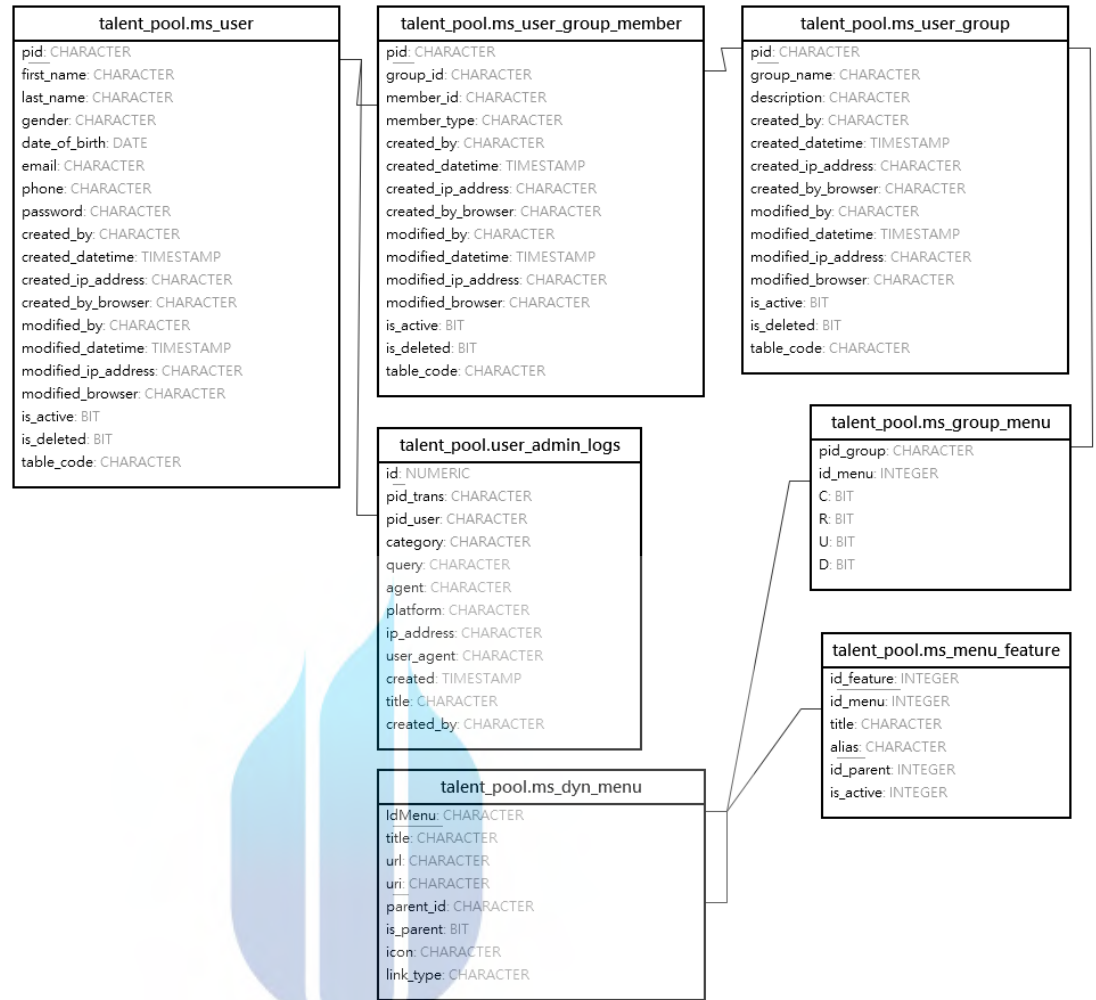 talent_pool.ms_user
pid: CHARACTER
first_name: CHARACTER
last_name: CHARACTER
gender: CHARACTER
date_of_birth: DATE
email: CHARACTER
phone: CHARACTER
password: CHARACTER
created_by: CHARACTER
created_datetime: TIMESTAMP
created_ip_address: CHARACTER
created_by_browser: CHARACTER
modified_by: CHARACTER
modified_datetime: TIMESTAMP
modified_ip_address: CHARACTER
modified_browser: CHARACTER
is_active: BIT
is_deleted: BIT
table_code: CHARACTER
talent_pool.ms_user_group_member
pid: CHARACTER
group_id: CHARACTER
member_id: CHARACTER
member_type: CHARACTER
created_by: CHARACTER
created_datetime: TIMESTAMP
created_ip_address: CHARACTER
created_by_browser: CHARACTER
modified_by: CHARACTER
modified_datetime: TIMESTAMP
modified_ip_address: CHARACTER
modified_browser: CHARACTER
is_active: BIT
is_deleted: BIT
table_code: CHARACTER
talent_pool.ms_user_group
pid: CHARACTER
group_name: CHARACTER
description: CHARACTER
created_by: CHARACTER
created_datetime: TIMESTAMP
created_ip_address: CHARACTER
created_by_browser: CHARACTER
modified_by: CHARACTER
modified_datetime: TIMESTAMP
modified_ip_address: CHARACTER
modified_browser: CHARACTER
is_active: BIT
is_deleted: BIT
table_code: CHARACTER
talent_pool.user_admin_logs
id: NUMERIC
pid_trans: CHARACTER
pid_user: CHARACTER
category: CHARACTER
query: CHARACTER
agent: CHARACTER
platform: CHARACTER
ip_address: CHARACTER
user_agent: CHARACTER
created: TIMESTAMP
title: CHARACTER
created_by: CHARACTER
talent_pool.ms_group_menu
pid_group: CHARACTER
id_menu: INTEGER
C: BIT
R: BIT
U: BIT
D: BIT
talent_pool.ms_menu_feature
id_feature: INTEGER
id_menu: INTEGER
title: CHARACTER
alias: CHARACTER
id_parent: INTEGER
is_active: INTEGER
talent_pool.ms_dyn_menu
IdMenu: CHARACTER
title: CHARACTER
url: CHARACTER
uri: CHARACTER
parent_id: CHARACTER
is_parent: BIT
icon: CHARACTER
link_type: CHARACTER